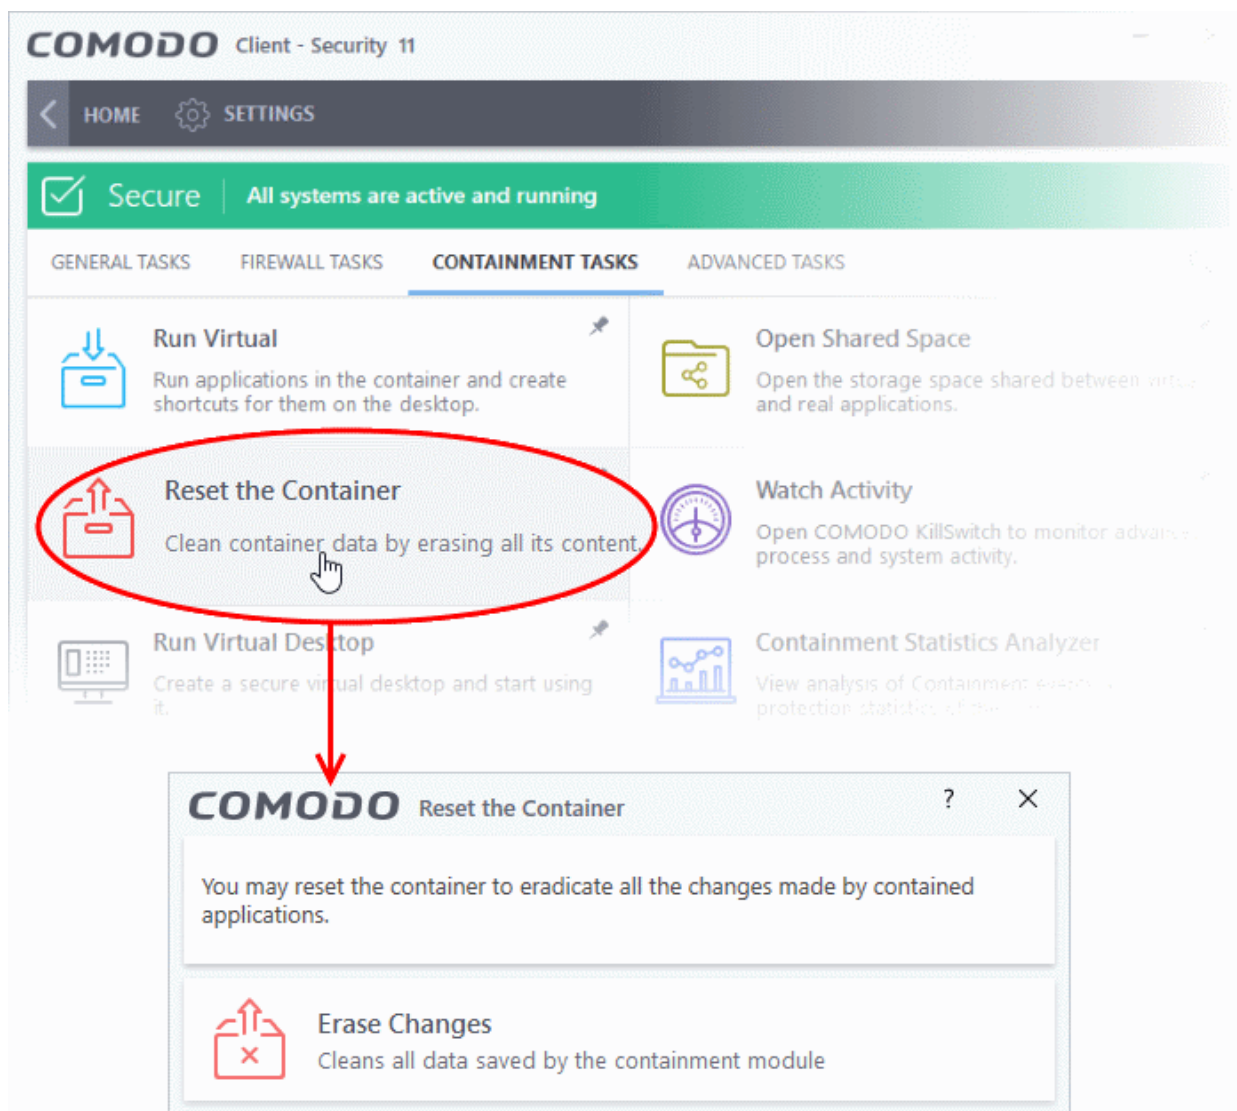 COMODO Client - Security 11
HOME SETTINGS
Secure All systems are active and running
GENERAL TASKS FIREWALL TASKS CONTAINMENT TASKS ADVANCED TASKS
Run Virtual
Run applications in the container and create
shortcuts for them on the desktop.
Open Shared Space
Open the storage space shared between
and real applications.
Reset the Container
Clean container data by erasing all its content.
Watch Activity
Open COMODO KillSwitch to monitor
process and system activity.
Run Virtual Desktop
Create a secure virtual desktop and start using
it.
Containment Statistics Analyzer
View analysis of Containment
protection statistics of
COMODO Reset the Container ?
You may reset the container to eradicate all the changes made by contained
applications.
Erase Changes
Cleans all data saved by the containment module